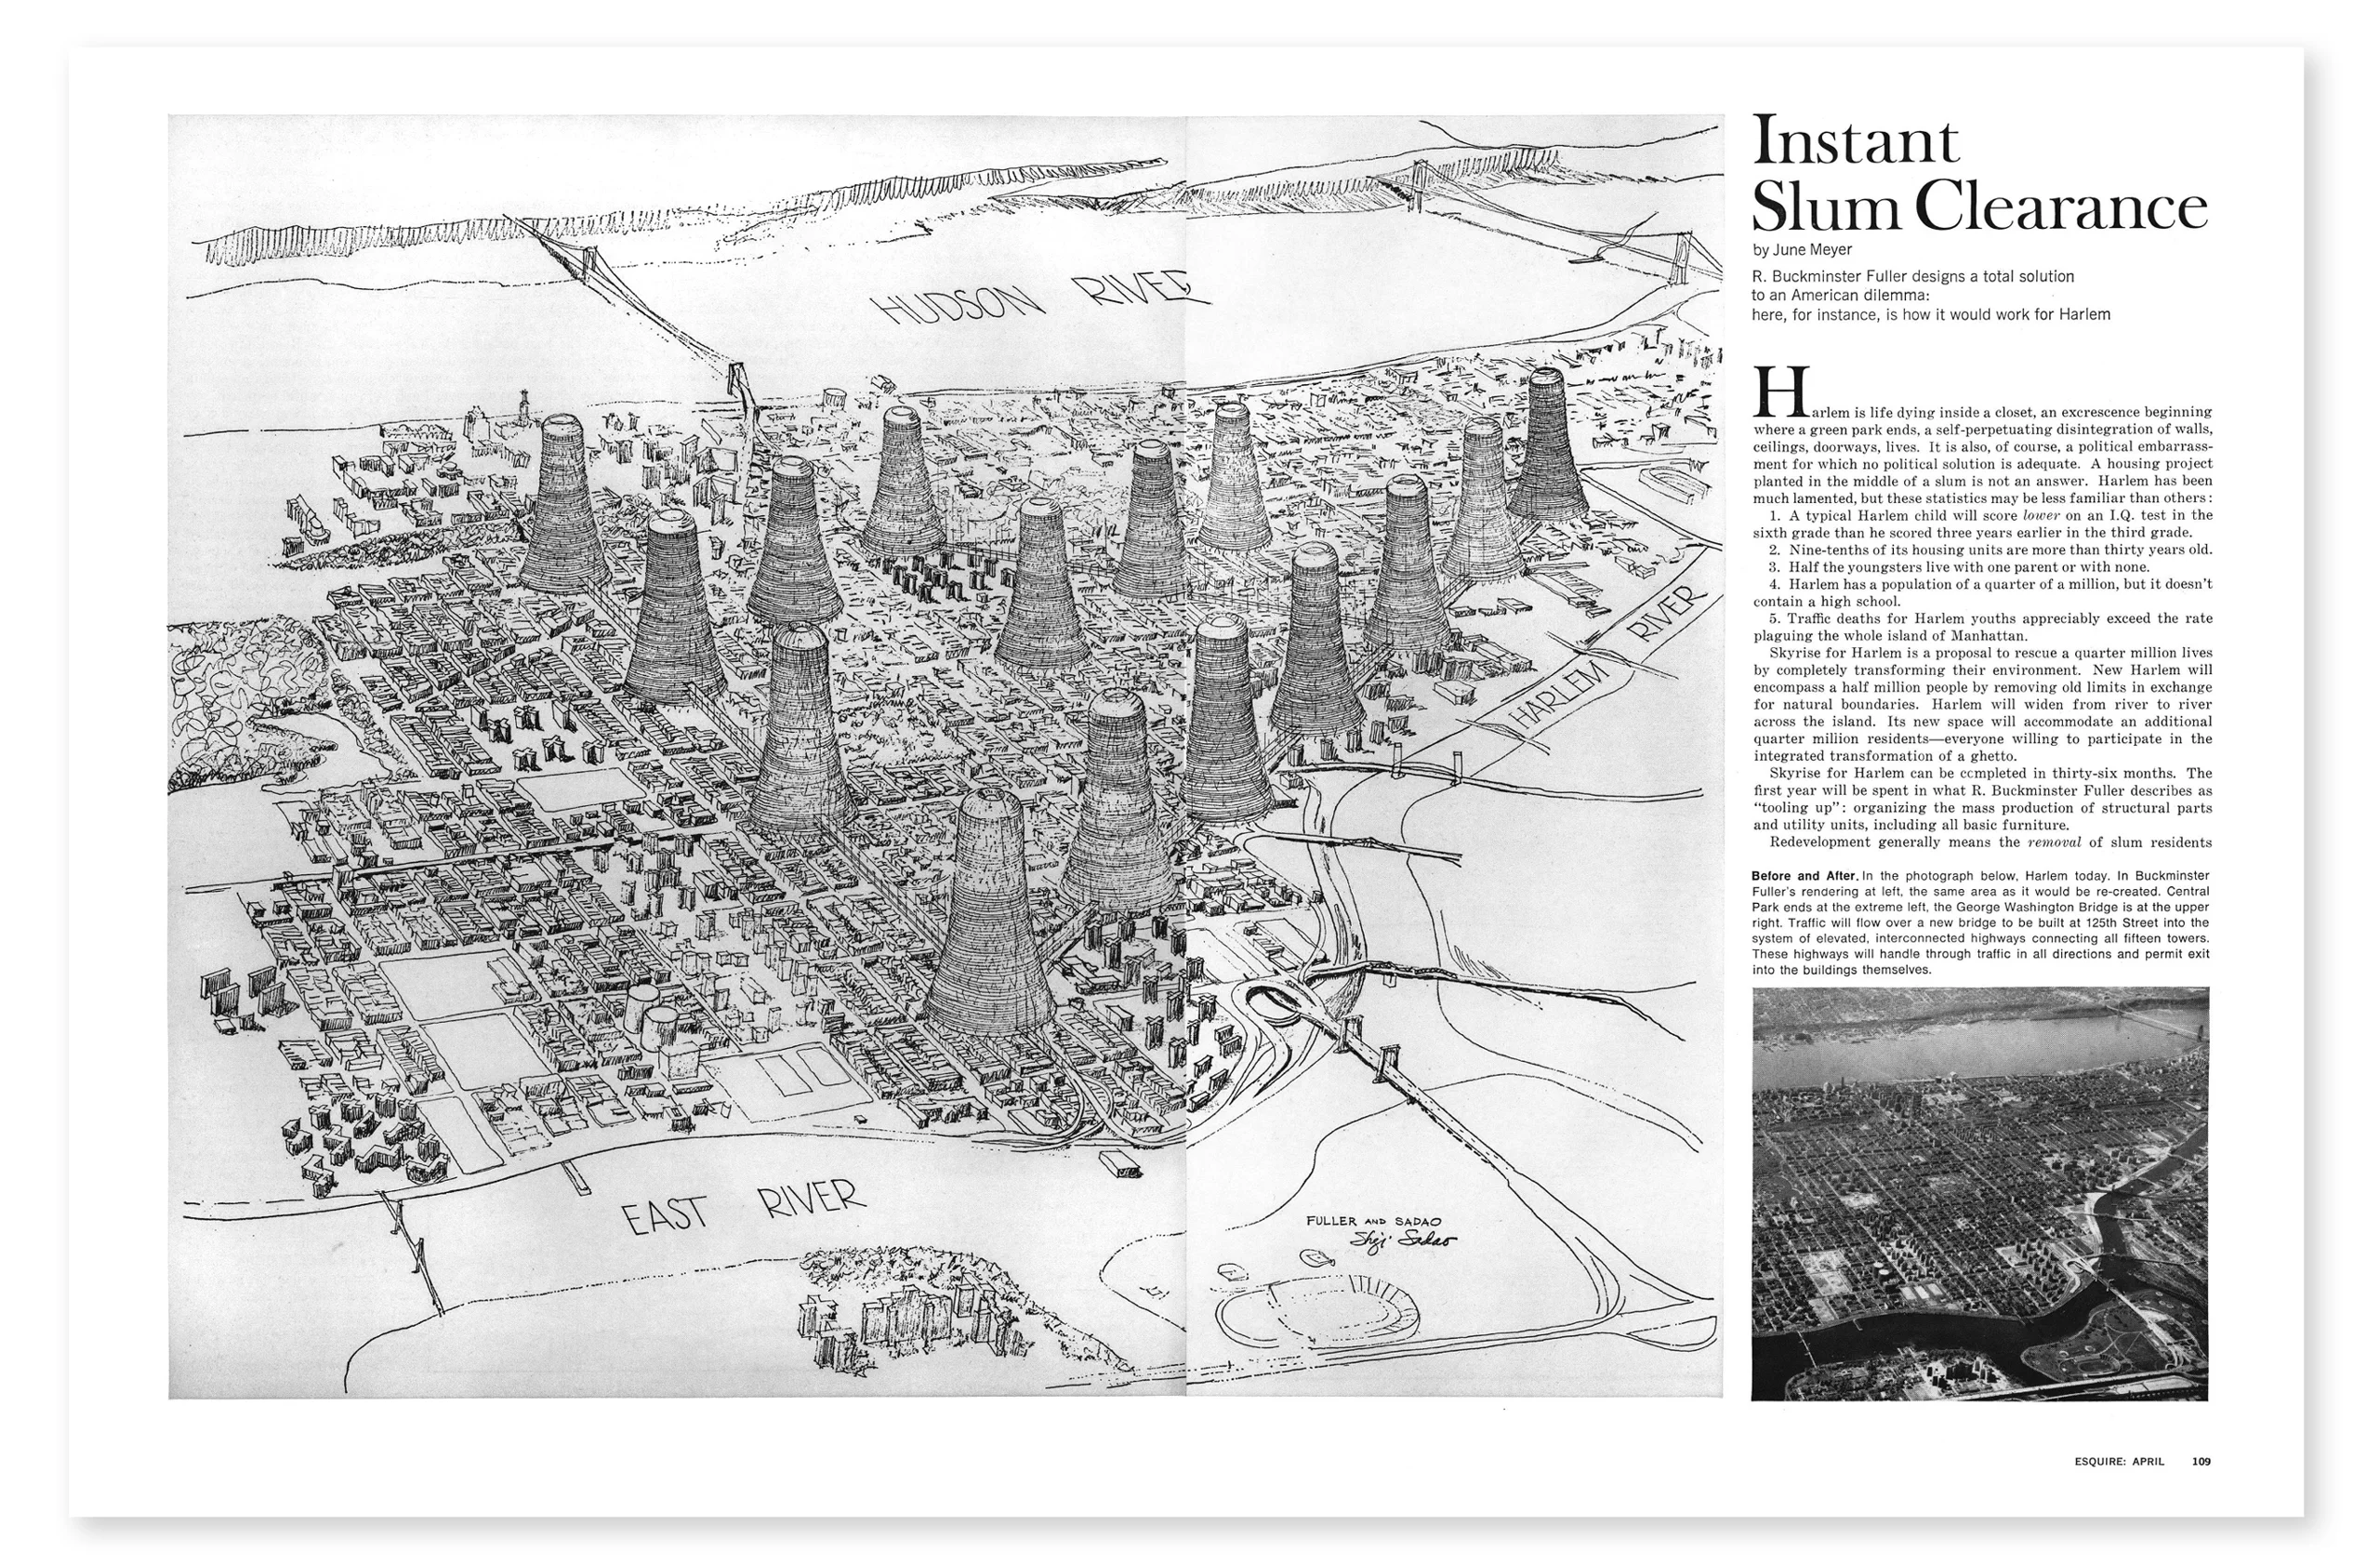 HUDSON RIVER
HARLEM RIVER
EAST RIVER
FULLER AND SADAO
Shoji Sadao
Instant
Slum Clearance
by June Meyer
R. Buckminster Fuller designs a total solution
to an American dilemma:
here, for instance, is how it would work for Harlem
Harlem is life dying inside a closet, an excrescence beginning
where a green park ends, a self-perpetuating disintegration of walls,
ceilings, doorways, lives. It is also, of course, a political embarrass-
ment for which no political solution is adequate. A housing project
planted in the middle of a slum is not an answer. Harlem has been
much lamented, but these statistics may be less familiar than others:
1. A typical Harlem child will score lower on an I.Q. test in the
sixth grade than he scored three years earlier in the third grade.
2. Nine-tenths of its housing units are more than thirty years old.
3. Half the youngsters live with one parent or with none.
4. Harlem has a population of a quarter of a million, but it doesn't
contain a high school.
5. Traffic deaths for Harlem youths appreciably exceed the rate
plaguing the whole island of Manhattan.
Skyrise for Harlem is a proposal to rescue a quarter million lives
by completely transforming their environment. New Harlem will
encompass a half million people by removing old limits in exchange
for natural boundaries. Harlem will widen from river to river
across the island. Its new space will accommodate an additional
quarter million residents—everyone willing to participate in the
integrated transformation of a ghetto.
Skyrise for Harlem can be completed in thirty-six months. The
first year will be spent in what R. Buckminster Fuller describes as
"tooling up": organizing the mass production of structural parts
and utility units, including all basic furniture.
Redevelopment generally means the removal of slum residents
Before and After. In the photograph below, Harlem today. In Buckminster
Fuller's rendering at left, the same area as it would be re-created. Central
Park ends at the extreme left, the George Washington Bridge is at the upper
right. Traffic will flow over a new bridge to be built at 125th Street into the
system of elevated, interconnected highways connecting all fifteen towers.
These highways will handle through traffic in all directions and permit exit
into the buildings themselves.
ESQUIRE: APRIL 109